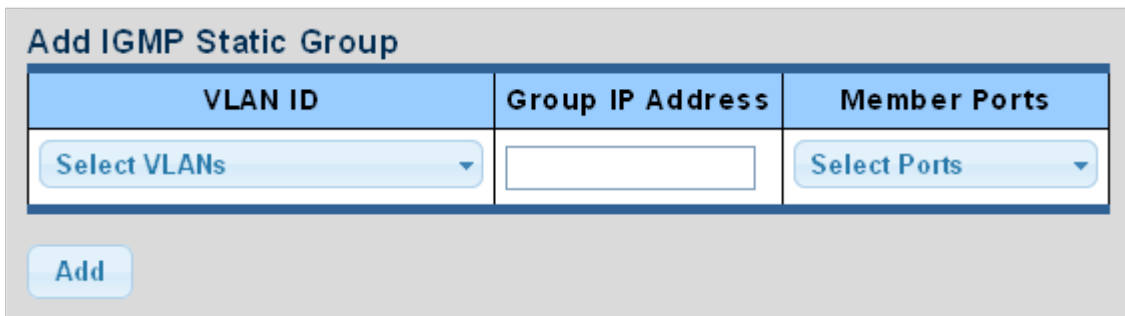 Add IGMP Static Group
VLAN ID Group IP Address Member Ports
Select VLANs Select Ports
Add